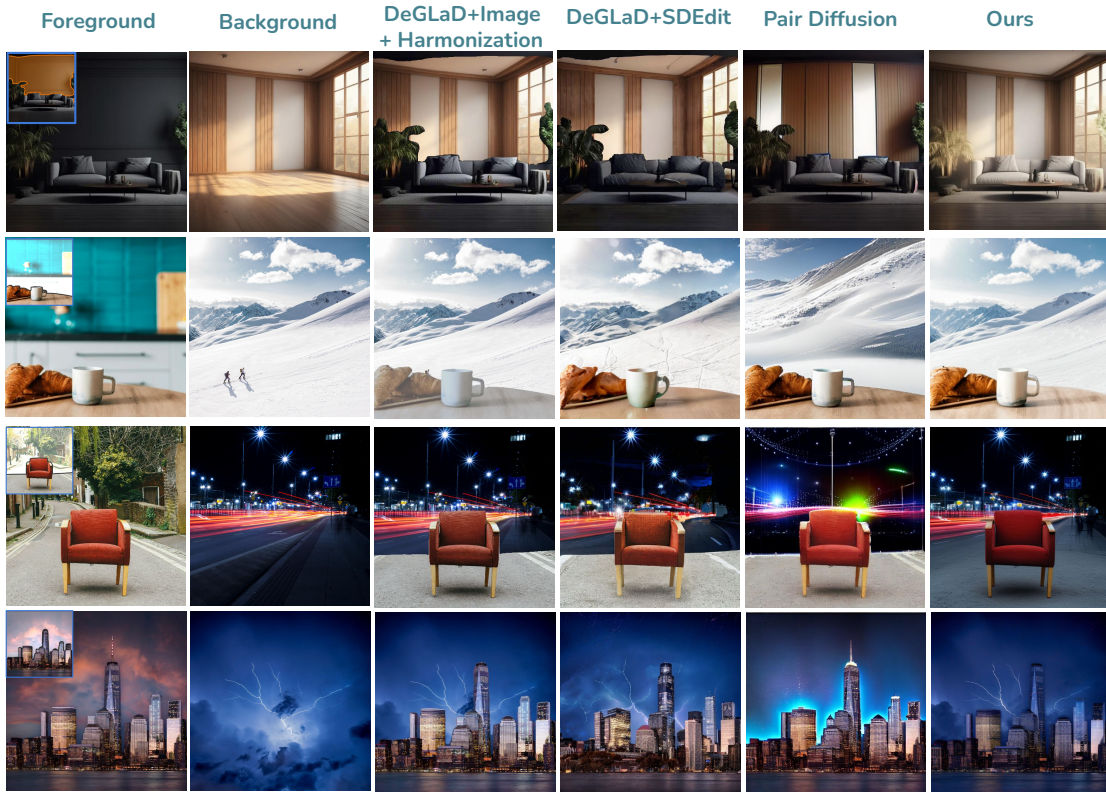 Foreground
Background
DeGLaD+Image
+ Harmonization
DeGLaD+SDEdit
Pair Diffusion
Ours